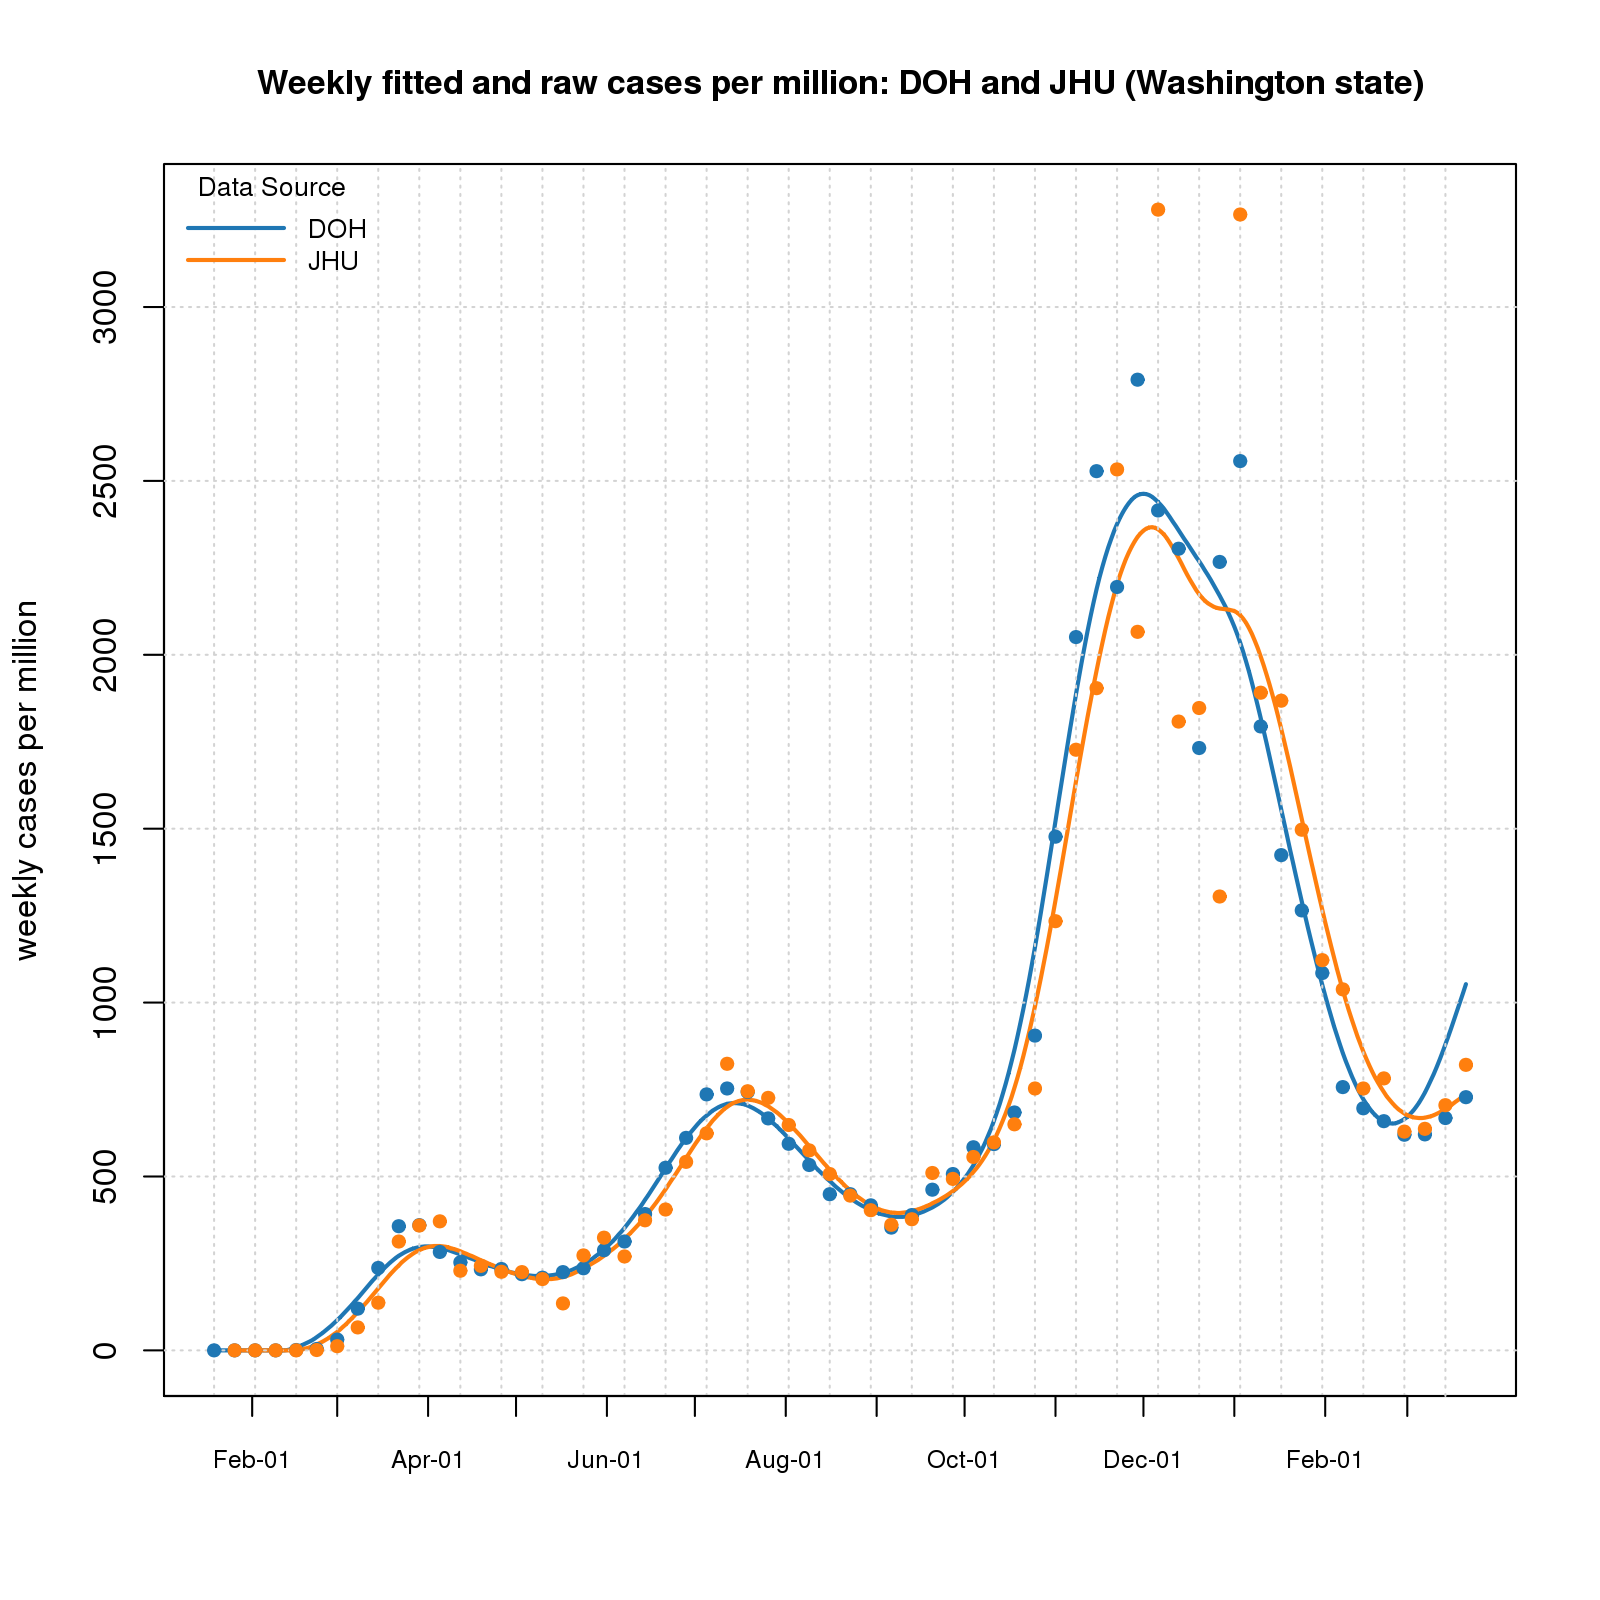 Weekly fitted and raw cases per million: DOH and JHU (Washington state)
Data Source
DOH
JHU
weekly cases per million
3000
2500
2000
1500
1000
500
0
Feb-01 Apr-01 Jun-01 Aug-01 Oct-01 Dec-01 Feb-01